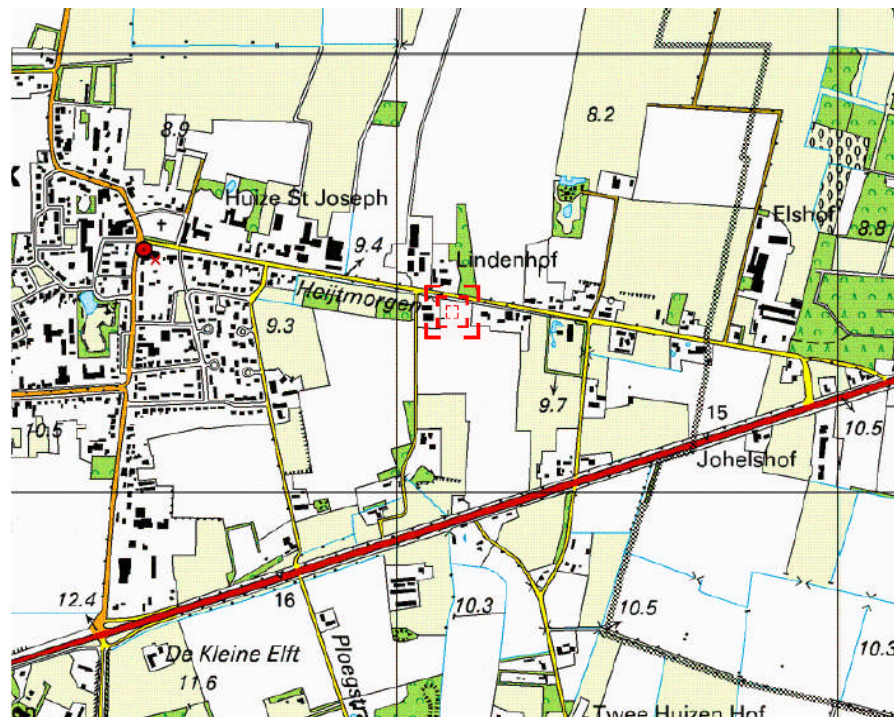 8.2
8.9
Huize St Joseph
Elshof
8.8
9.4
Lindenhof
Heijtmorgen
9.3
9.7
15
10.5
10.5
Johelshof
16
12.4
10.3
10.5
De Kleine Elft
Ploegstr
10.3
11.6
Twee Huizen Hof